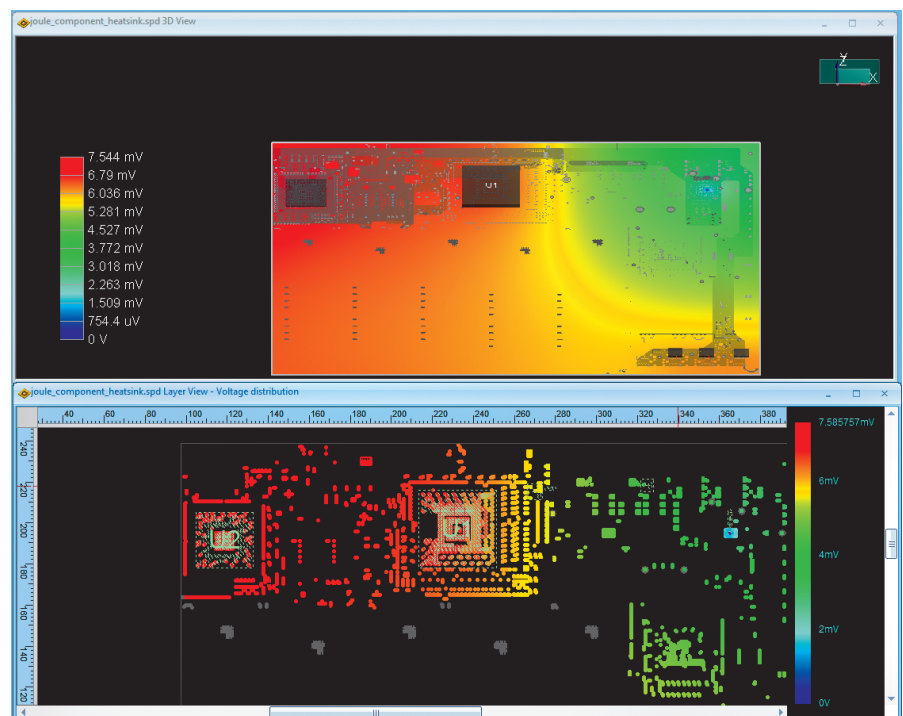 joule_component_heatsink.spd 3D View
Y
Z
X
7.544 mV
6.79 mV
6.036 mV
5.281 mV
4.527 mV
3.772 mV
3.018 mV
2.263 mV
1.509 mV
754.4 uV
0 V
U1
joule_component_heatsink.spd Layer View - Voltage distribution
40 60 80 100 120 140 160 180 200 220 240 260 280 300 320 340 360 380
7.585757mV
240
220
6mV
200
180
4mV
160
2mV
140
120
0V